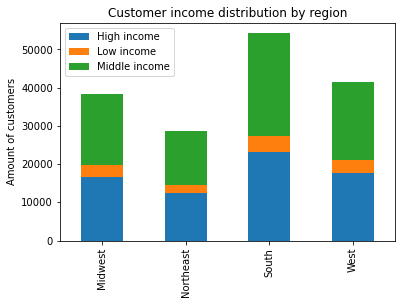 Customer income distribution by region
High income
Low income
Middle income
Amount of customers
50000
40000
30000
20000
10000
0
Midwest
Northeast
South
West